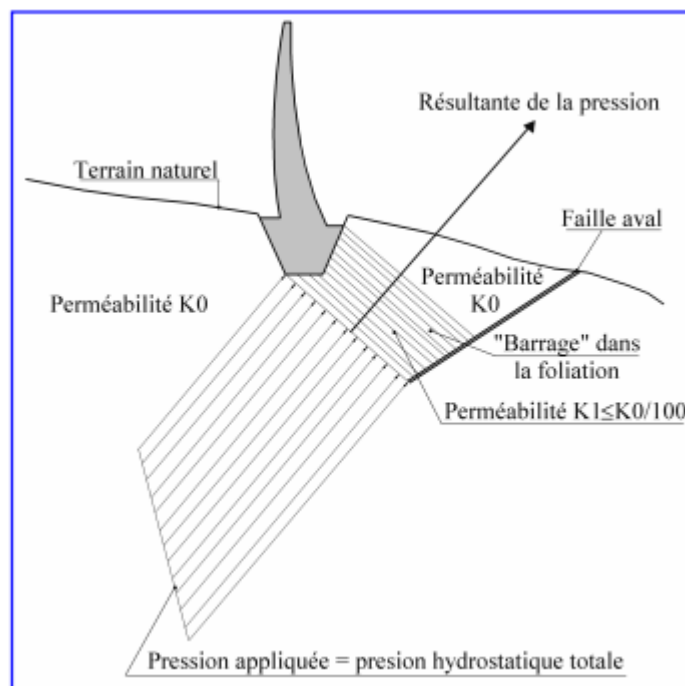 Résultante de la pression
Terrain naturel
Faille aval
Perméabilité
K0
Perméabilité K0
"Barrage" dans
la foliation
Perméabilité K1≤K0/100
Pression appliquée = presion hydrostatique totale